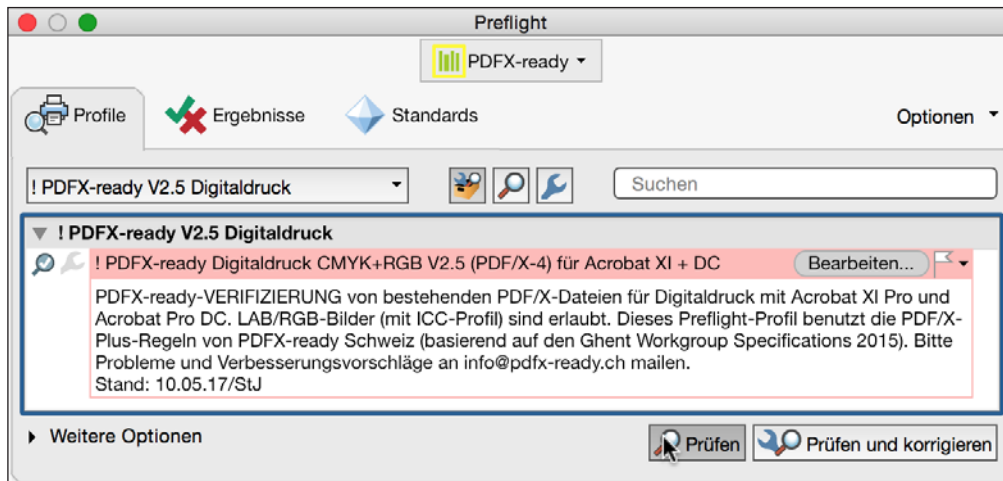 Preflight
PDFX-ready
Profile
Ergebnisse
Standards
Optionen
! PDFX-ready V2.5 Digitaldruck
Suchen
! PDFX-ready V2.5 Digitaldruck
! PDFX-ready Digitaldruck CMYK+RGB V2.5 (PDF/X-4) für Acrobat XI + DC
Bearbeiten...
PDFX-ready-VERIFIZIERUNG von bestehenden PDF/X-Dateien für Digitaldruck mit Acrobat XI Pro und
Acrobat Pro DC. LAB/RGB-Bilder (mit ICC-Profil) sind erlaubt. Dieses Preflight-Profil benutzt die PDF/X-
Plus-Regeln von PDFX-ready Schweiz (basierend auf den Ghent Workgroup Specifications 2015). Bitte
Probleme und Verbesserungsvorschläge an info@pdfx-ready.ch mailen.
Stand: 10.05.17/StJ
Weitere Optionen
Prüfen
Prüfen und korrigieren